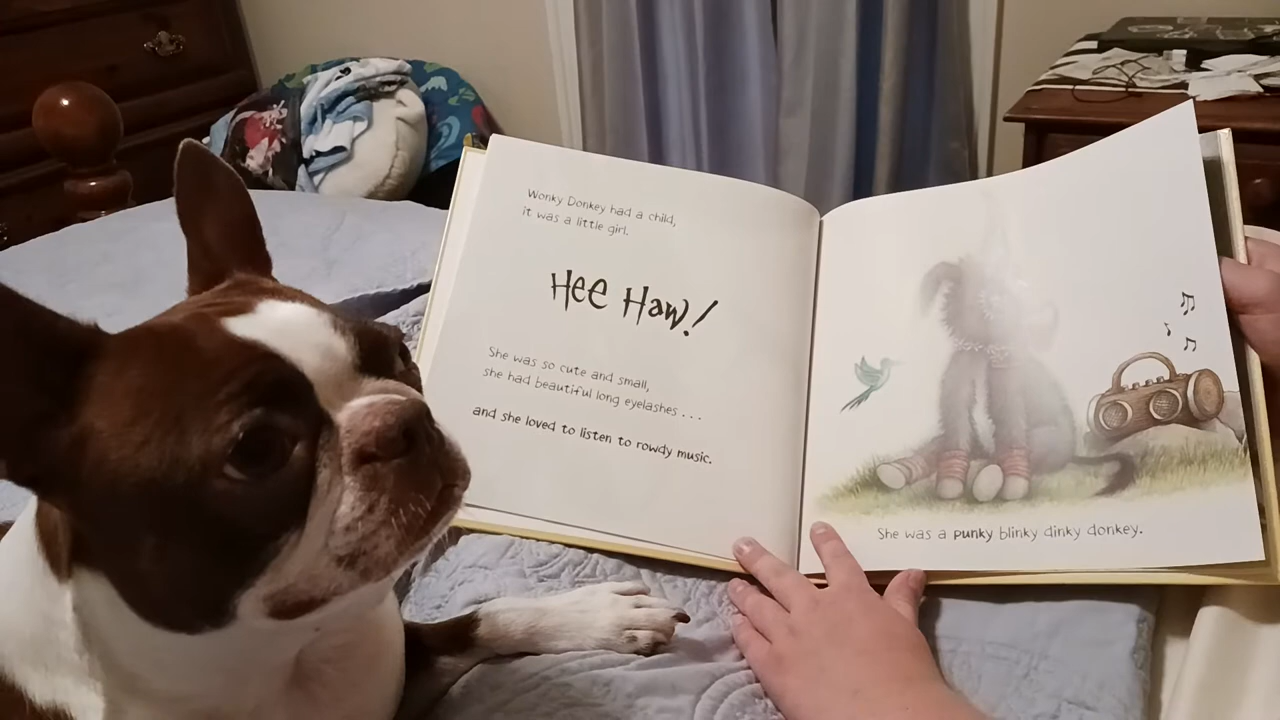 Wonky Donkey had a child,
it was a little girl.
Hee Haw!
She was so cute and small,
she had beautiful long eyelashes . . .
and she loved to listen to rowdy music.
She was a punky blinky dinky donkey.